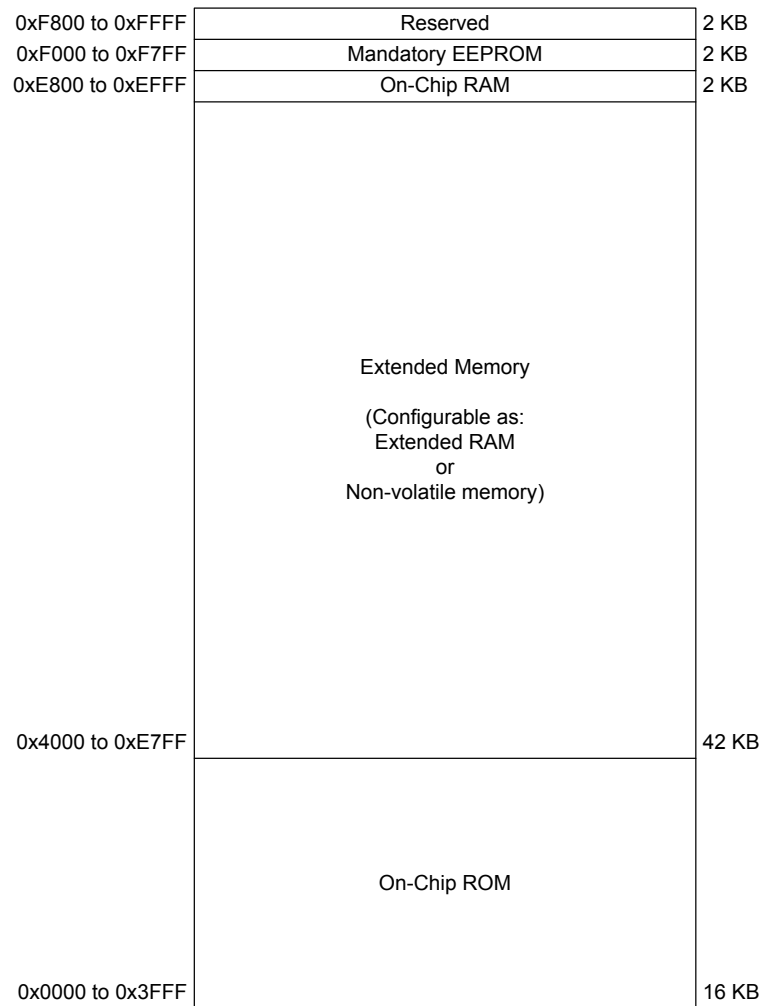 0xF800 to 0xFFFF Reserved 2 KB
0xF000 to 0xF7FF Mandatory EEPROM 2 KB
0xE800 to 0xEFFF On-Chip RAM 2 KB
Extended Memory
(Configurable as:
Extended RAM
or
Non-volatile memory)
0x4000 to 0xE7FF 42 KB
On-Chip ROM
0x0000 to 0x3FFF 16 KB